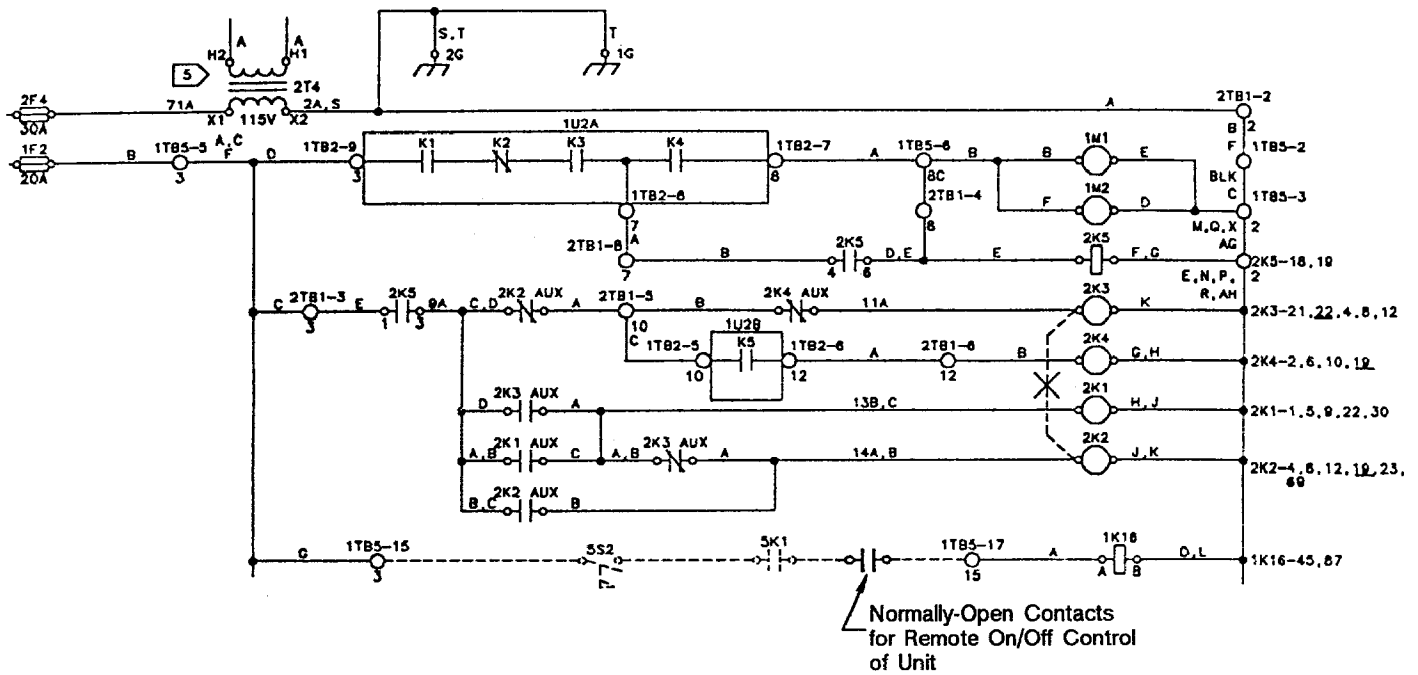 A A
H2 H1
S,T T
5
2G 1G
2T4
2F4 71A 2A,S A 2TB1-2
30A X1 115V X2
1U2A B 2
1F2 B 1TB5-5 A,C F D 1TB2-9 K1 K2 K3 K4 1TB2-7 A 1TB5-6 B B 1M1 E F 1TB5-2
20A 3 3 8 8C BLK
1TB2-8 2TB1-4 F 1M2 D C 1TB5-3
7 8 M,Q,X 2
A AG
2TB1-8 B 2K5 D,E E 2K5 F,G 2K5-18,19
7 4 6 E,N,P, 2
R,AH
C 2TB1-3 E 2K5 9A C,D 2K2 AUX A 2TB1-5 B 2K4 AUX 11A 2K3 K 2K3-21,22,4,8,12
3 1 3 10
C 1U2B
1TB2-5 K5 1TB2-6 A 2TB1-6 B 2K4 G,H 2K4-2,6,10,19
10 12 12
D 2K3 AUX A 13B,C 2K1 H,J 2K1-1,5,9,22,30
A,B 2K1 AUX C A,B 2K3 AUX A 14A,B 2K2 J,K 2K2-4,6,12,19,23,
69
B,C 2K2 AUX B
G 1TB5-15 5S2 5K1 1TB5-17 A 1K16 D,L 1K16-45,87
3 15 A B
Normally-Open Contacts
for Remote On/Off Control
of Unit